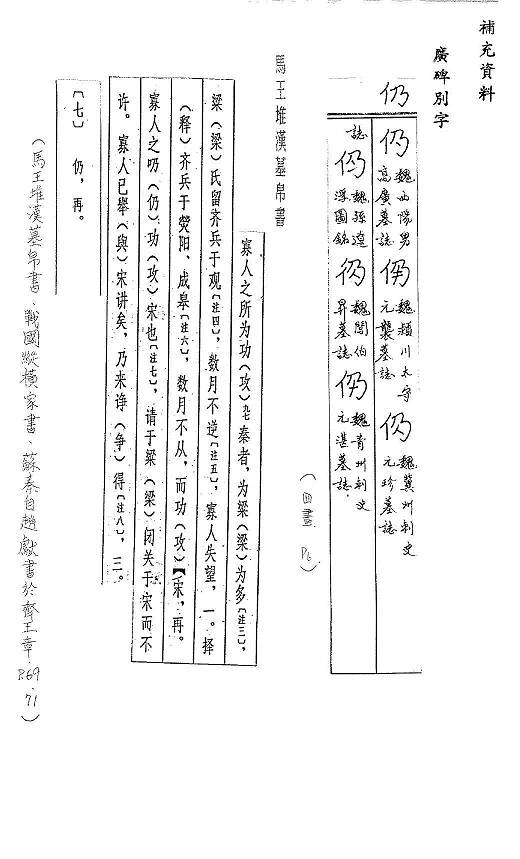 補充資料
廣碑別字
仍
仍 魏西陽男高廣墓誌 仍 魏潁川太守元襲墓誌 仍 魏冀州刺史元珍墓誌
誌 仍 魏孫遼浮圖銘 仍 魏閻伯昇墓誌 仍 魏青州刺史元湛墓誌
（四畫 P6）
馬王堆漢墓帛書
寡人之所为功（攻）秦者，为梁（梁）为多〔注三〕，
梁（梁）氏留齐兵于观〔注四〕，数月不逆〔注五〕，寡人失望，一。择
（释）齐兵于荧阳、成皋〔注六〕，数月不从，而功（攻）【宋，再。
寡人之叨（仍）功（攻）宋也〔注七〕，请于梁（梁）闭关于宋而不
许。寡人已舉（與）宋讲矣，乃来诤（争）得〔注八〕，三。
〔七〕 仍，再。
（馬王堆漢墓帛書．戰國縱橫家書、蘇秦自趙獻書於齊王章．P.69．71）